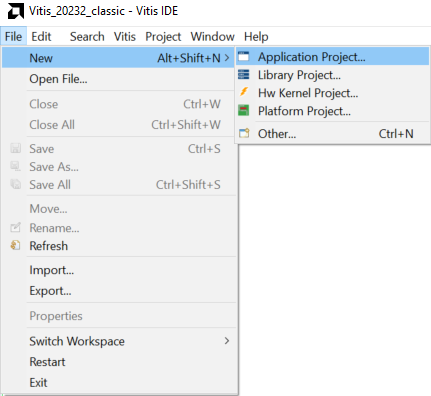 Vitis_20232_classic - Vitis IDE
File Edit Search Vitis Project Window Help
New Alt+Shift+N >
Application Project...
Open File...
Library Project...
Hw Kernel Project...
Close Ctrl+W
Platform Project...
Close All Ctrl+Shift+W
Other... Ctrl+N
Save Ctrl+S
Save As...
Save All Ctrl+Shift+S
Move...
Rename...
Refresh
Import...
Export...
Properties
Switch Workspace >
Restart
Exit